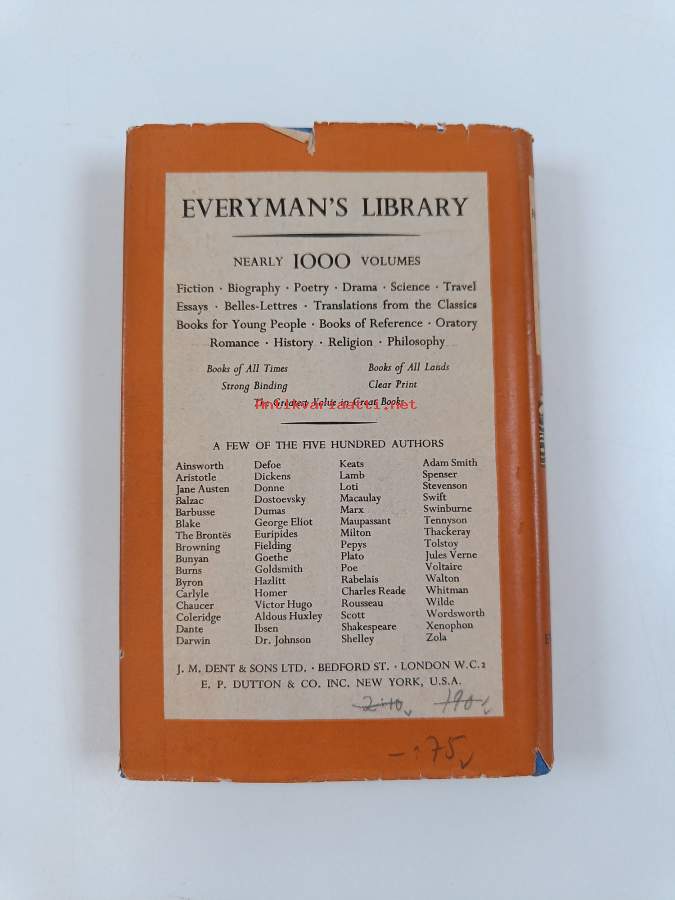 EVERYMAN'S LIBRARY
NEARLY 1000 VOLUMES
Fiction · Biography · Poetry · Drama · Science · Travel
Essays · Belles-Lettres · Translations from the Classics
Books for Young People · Books of Reference · Oratory
Romance · History · Religion · Philosophy
Books of All Times Books of All Lands
Strong Binding Clear Print
The Greatest Value in Great Books
Antikvariaatti.net
A FEW OF THE FIVE HUNDRED AUTHORS
Ainsworth Defoe Keats Adam Smith
Aristotle Dickens Lamb Spenser
Jane Austen Donne Loti Stevenson
Balzac Dostoevsky Macaulay Swift
Barbusse Dumas Marx Swinburne
Blake George Eliot Maupassant Tennyson
The Brontës Euripides Milton Thackeray
Browning Fielding Pepys Tolstoy
Bunyan Goethe Plato Jules Verne
Burns Goldsmith Poe Voltaire
Byron Hazlitt Rabelais Walton
Carlyle Homer Charles Reade Whitman
Chaucer Victor Hugo Rousseau Wilde
Coleridge Aldous Huxley Scott Wordsworth
Dante Ibsen Shakespeare Xenophon
Darwin Dr. Johnson Shelley Zola
J. M. DENT & SONS LTD. · BEDFORD ST. · LONDON W.C.2
E. P. DUTTON & CO. INC. NEW YORK, U.S.A.
2:10 190
-:75